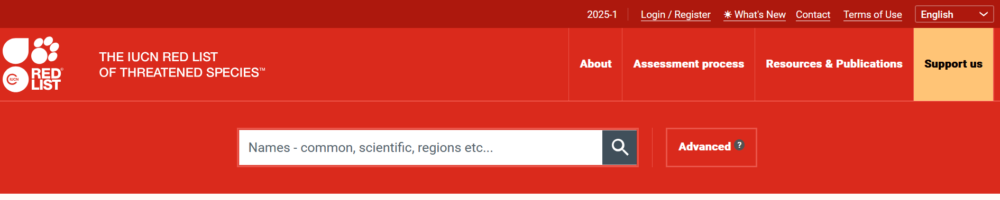 2025-1 Login / Register What's New Contact Terms of Use English
RED©
LIST
IUCN
THE IUCN RED LIST
OF THREATENED SPECIES™
About Assessment process Resources & Publications Support us
Names - common, scientific, regions etc...
Advanced ?